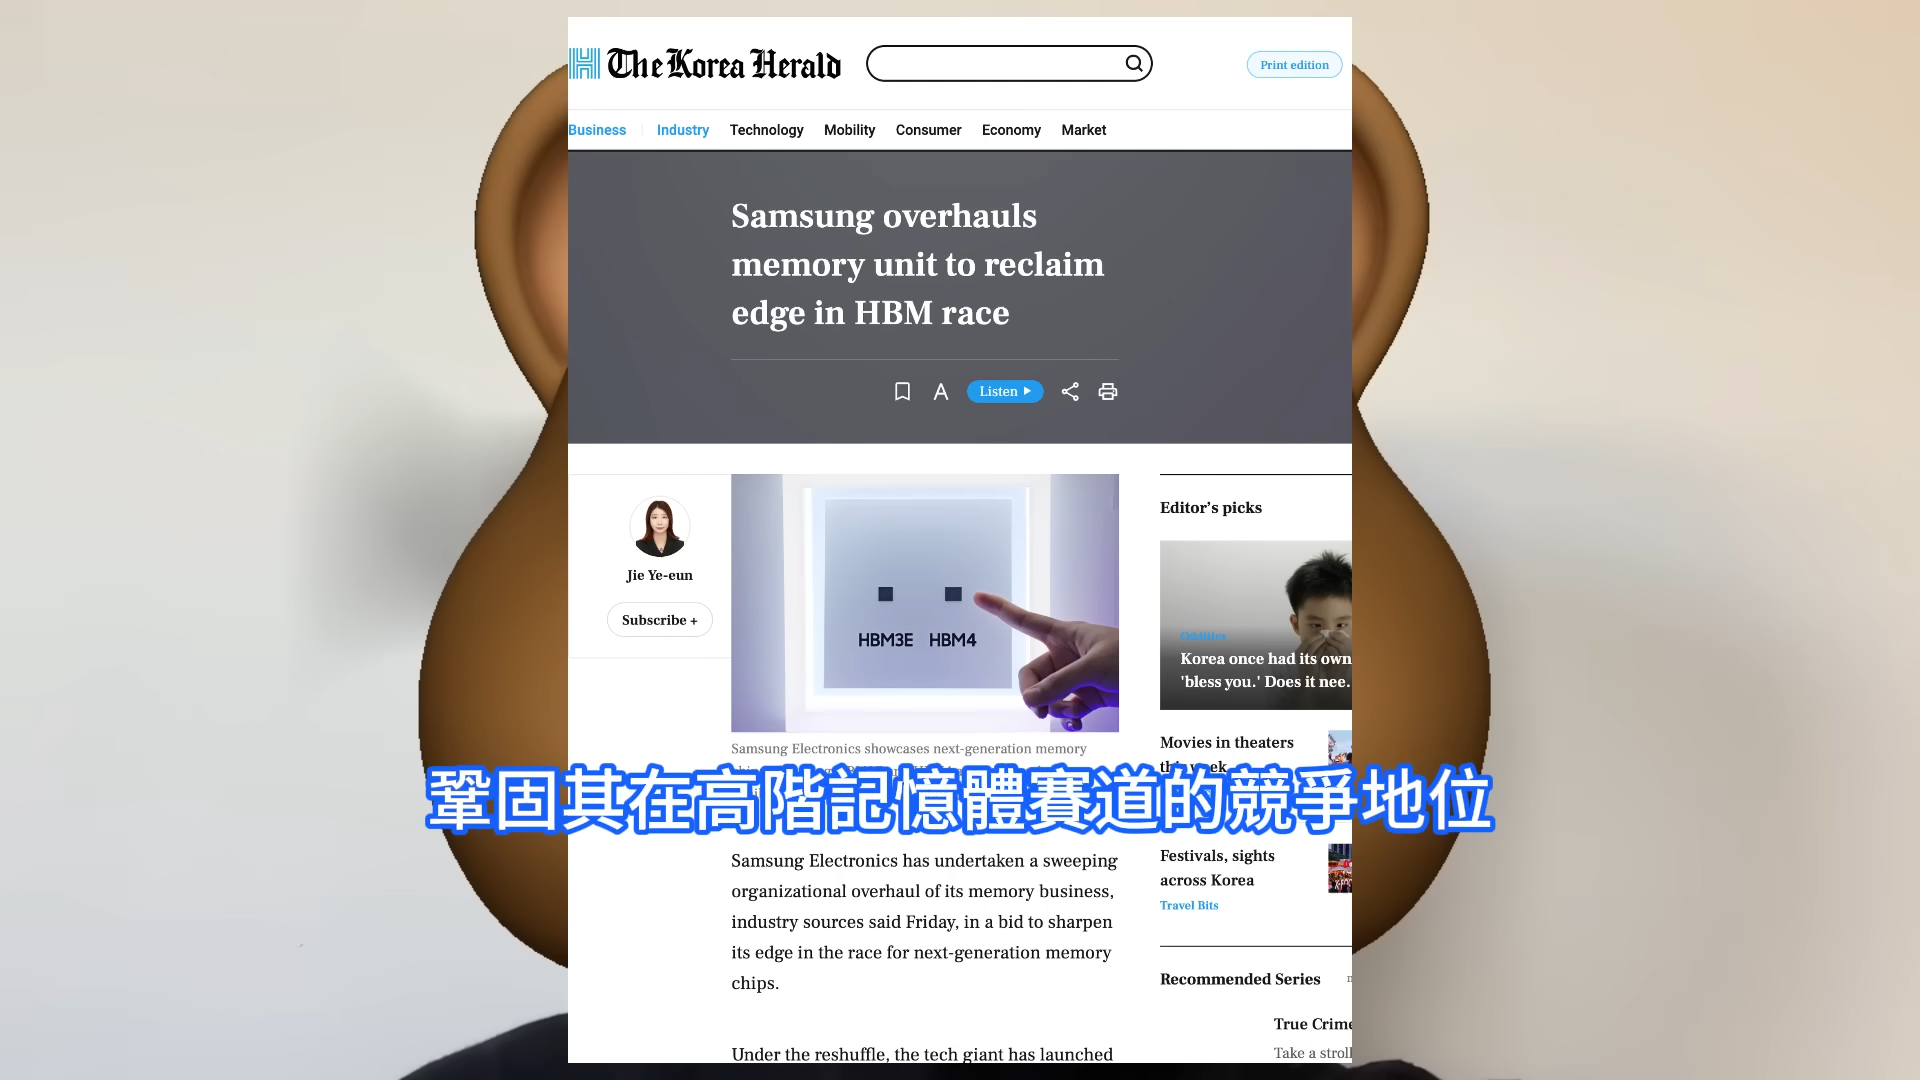 The Korea Herald
Print edition
Business
Industry
Technology
Mobility
Consumer
Economy
Market
Samsung overhauls
memory unit to reclaim
edge in HBM race
Listen
Jie Ye-eun
Subscribe +
HBM3E HBM4
Samsung Electronics showcases next-generation memory
鞏固其在高階記憶體賽道的競爭地位
Samsung Electronics has undertaken a sweeping
organizational overhaul of its memory business,
industry sources said Friday, in a bid to sharpen
its edge in the race for next-generation memory
chips.
Under the reshuffle, the tech giant has launched
Editor's picks
Oddities
Korea once had its own
'bless you.' Does it nee.
Movies in theaters
this week
Festivals, sights
across Korea
Travel Bits
Recommended Series
True Crime
Take a stroll